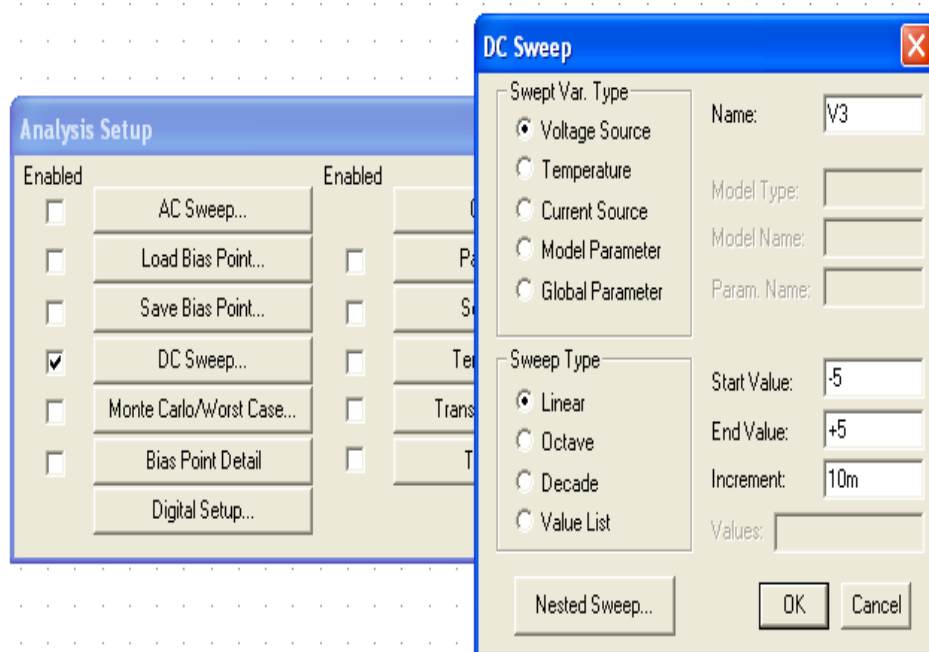 Analysis Setup
Enabled
Enabled
AC Sweep...
Load Bias Point...
Save Bias Point...
DC Sweep...
Monte Carlo/Worst Case...
Bias Point Detail
Digital Setup...
Trans
DC Sweep
Swept Var. Type
Voltage Source
Temperature
Current Source
Model Parameter
Global Parameter
Name: V3
Model Type:
Model Name:
Param. Name:
Sweep Type
Linear
Octave
Decade
Value List
Start Value: -5
End Value: +5
Increment: 10m
Values:
Nested Sweep...
OK
Cancel